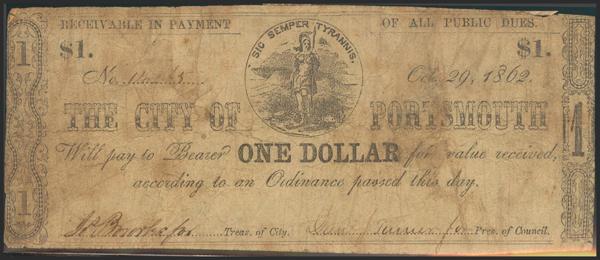 RECEIVABLE IN PAYMENT OF ALL PUBLIC DUES.
SIC SEMPER TYRANNIS.
$1. $1.
No. Oct. 29, 1862.
THE CITY OF PORTSMOUTH
Will pay to Bearer ONE DOLLAR for value received,
according to an Ordinance passed this day.
Treas. of City. Pres. of Council.
1
1
1